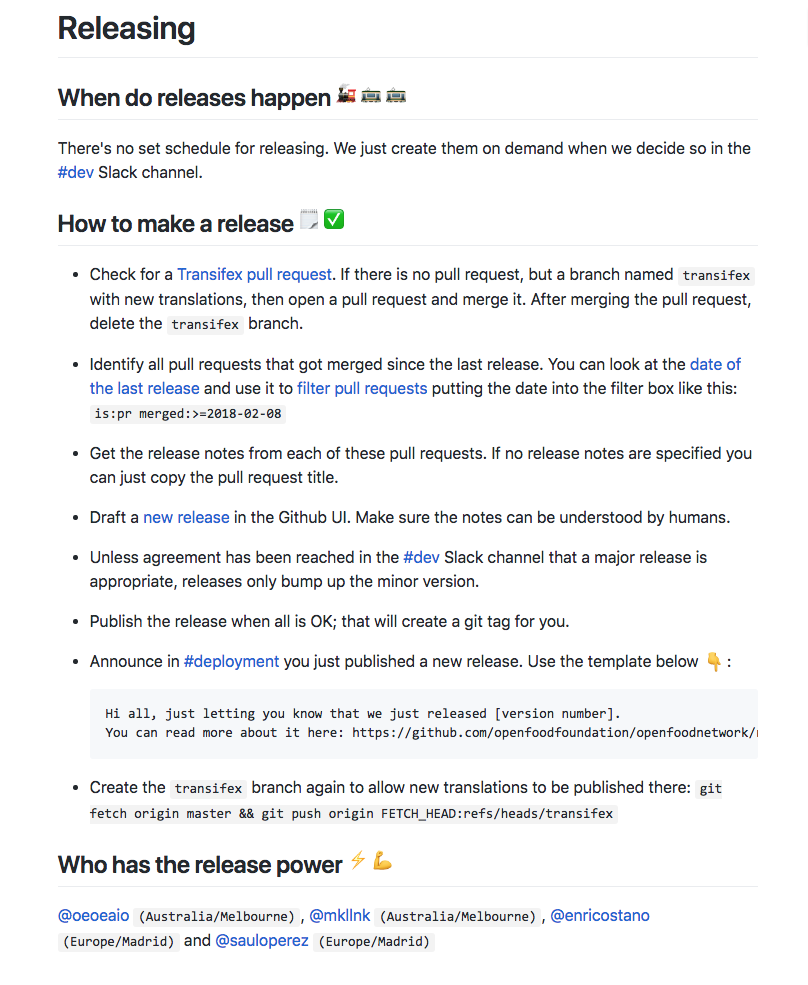 Releasing
When do releases happen 🚂🚋🚋
There's no set schedule for releasing. We just create them on demand when we decide so in the
#dev Slack channel.
How to make a release 🗒✅
• Check for a Transifex pull request. If there is no pull request, but a branch named transifex
with new translations, then open a pull request and merge it. After merging the pull request,
delete the transifex branch.
• Identify all pull requests that got merged since the last release. You can look at the date of
the last release and use it to filter pull requests putting the date into the filter box like this:
is:pr merged:>=2018-02-08
• Get the release notes from each of these pull requests. If no release notes are specified you
can just copy the pull request title.
• Draft a new release in the Github UI. Make sure the notes can be understood by humans.
• Unless agreement has been reached in the #dev Slack channel that a major release is
appropriate, releases only bump up the minor version.
• Publish the release when all is OK; that will create a git tag for you.
• Announce in #deployment you just published a new release. Use the template below 👇 :
Hi all, just letting you know that we just released [version number].
You can read more about it here: https://github.com/openfoodfoundation/openfoodnetwork/
• Create the transifex branch again to allow new translations to be published there: git
fetch origin master && git push origin FETCH_HEAD:refs/heads/transifex
Who has the release power ⚡💪
@oeoeaio (Australia/Melbourne) , @mkllnk (Australia/Melbourne) , @enricostano
(Europe/Madrid) and @sauloperez (Europe/Madrid)